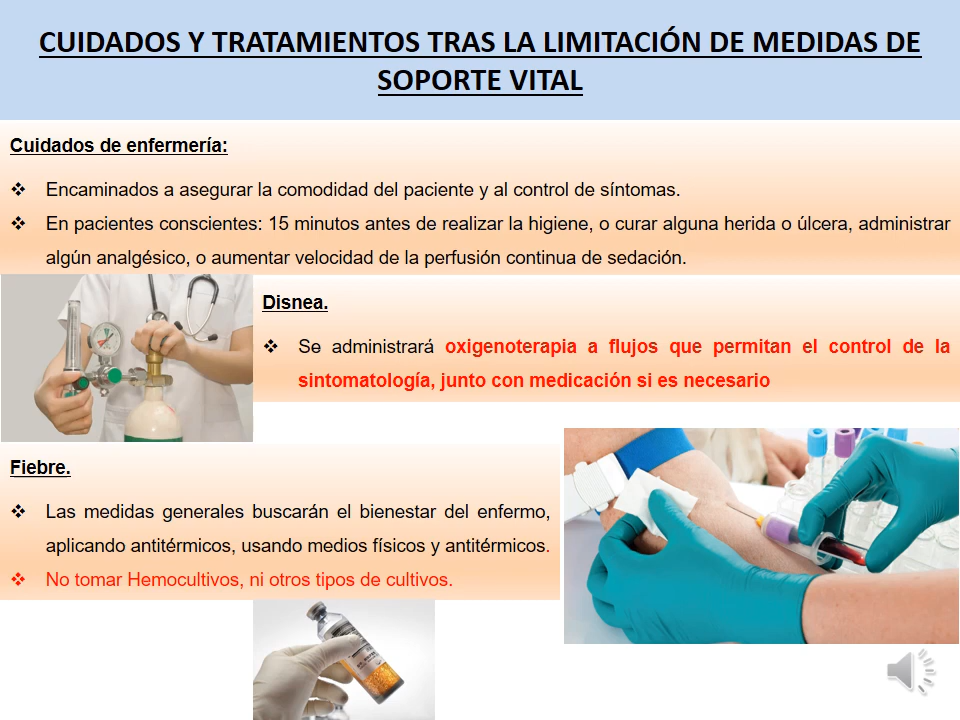 CUIDADOS Y TRATAMIENTOS TRAS LA LIMITACIÓN DE MEDIDAS DE
SOPORTE VITAL
Cuidados de enfermería:
❖ Encaminados a asegurar la comodidad del paciente y al control de síntomas.
❖ En pacientes conscientes: 15 minutos antes de realizar la higiene, o curar alguna herida o úlcera, administrar
algún analgésico, o aumentar velocidad de la perfusión continua de sedación.
Disnea.
❖ Se administrará oxigenoterapia a flujos que permitan el control de la
sintomatología, junto con medicación si es necesario
Fiebre.
❖ Las medidas generales buscarán el bienestar del enfermo,
aplicando antitérmicos, usando medios físicos y antitérmicos.
❖ No tomar Hemocultivos, ni otros tipos de cultivos.